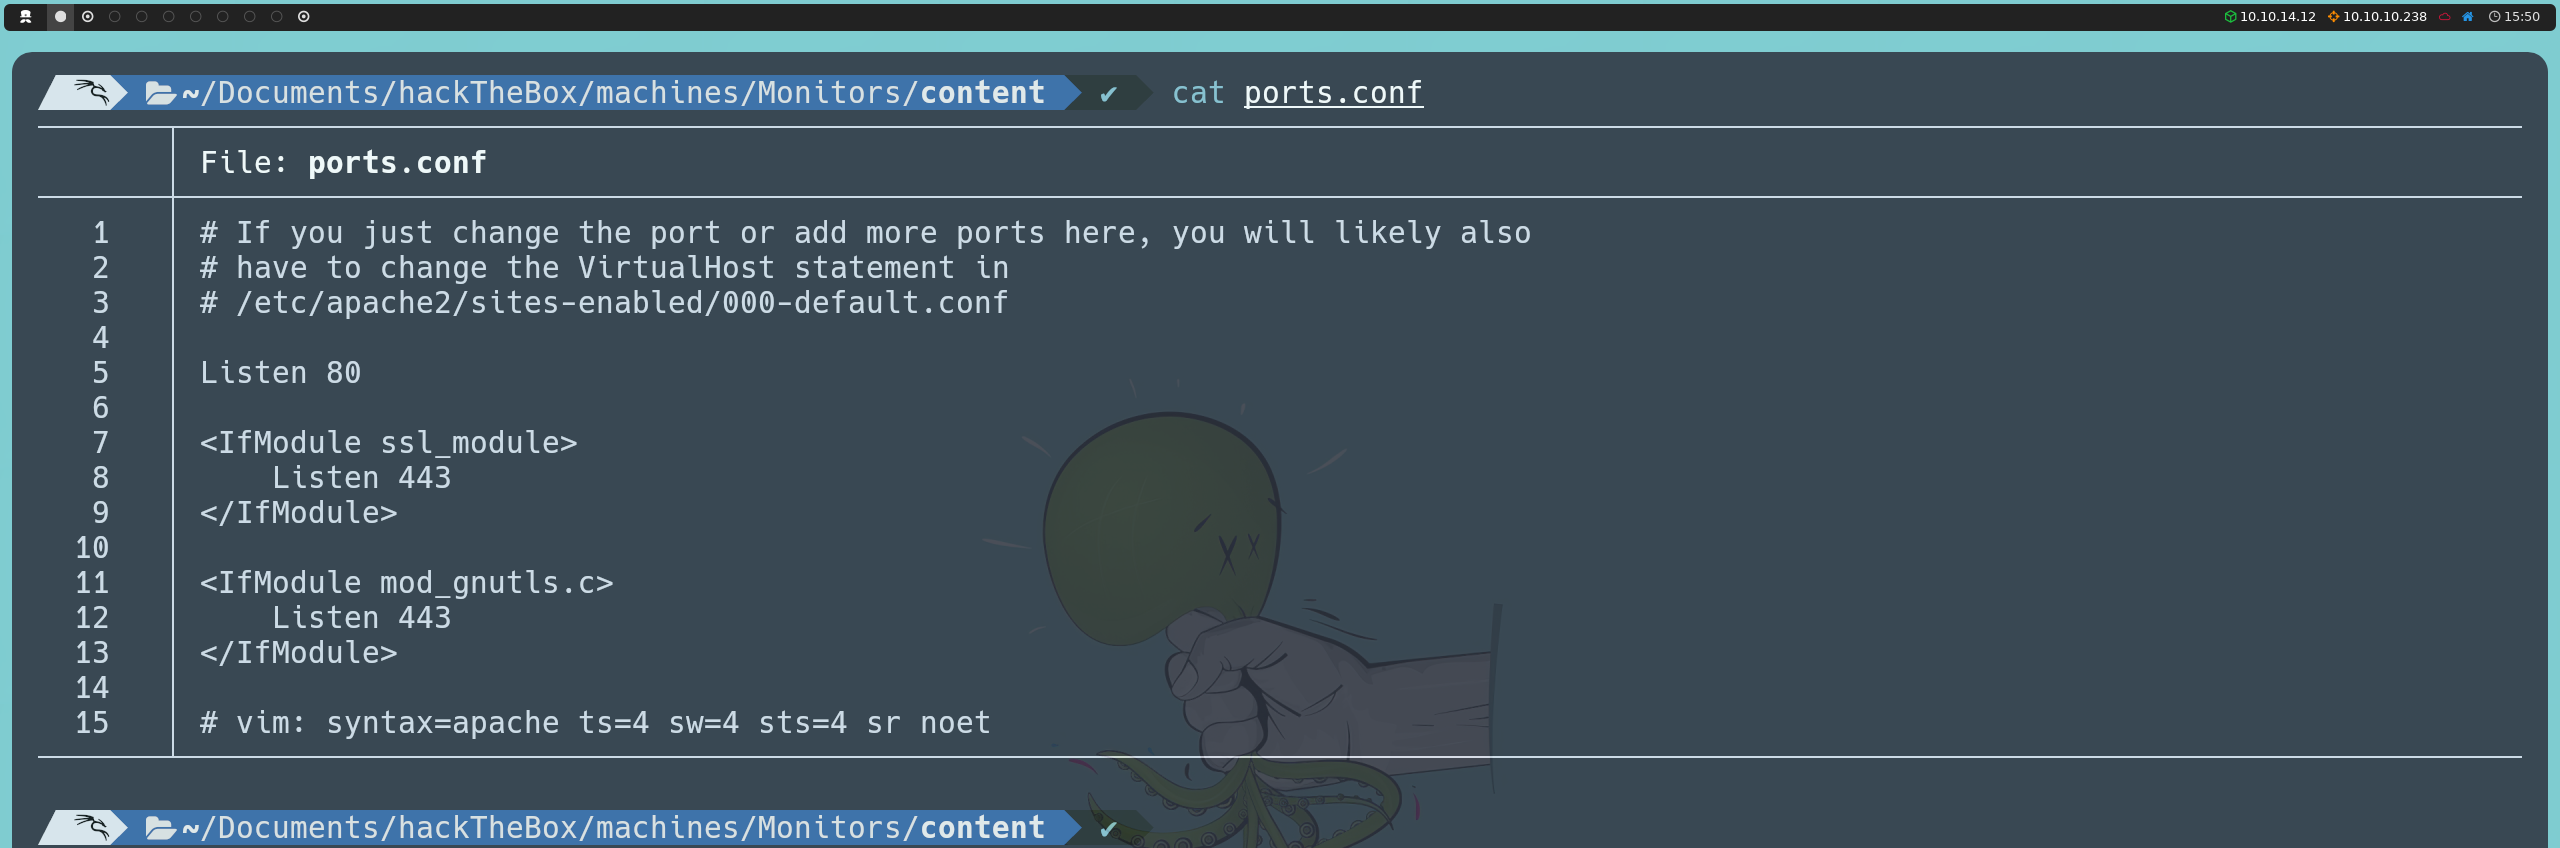 10.10.14.12 10.10.10.238 15:50
~/Documents/hackTheBox/machines/Monitors/content ✔ cat ports.conf
File: ports.conf
1 # If you just change the port or add more ports here, you will likely also
2 # have to change the VirtualHost statement in
3 # /etc/apache2/sites-enabled/000-default.conf
4
5 Listen 80
6
7 <IfModule ssl_module>
8     Listen 443
9 </IfModule>
10
11 <IfModule mod_gnutls.c>
12     Listen 443
13 </IfModule>
14
15 # vim: syntax=apache ts=4 sw=4 sts=4 sr noet
~/Documents/hackTheBox/machines/Monitors/content ✔